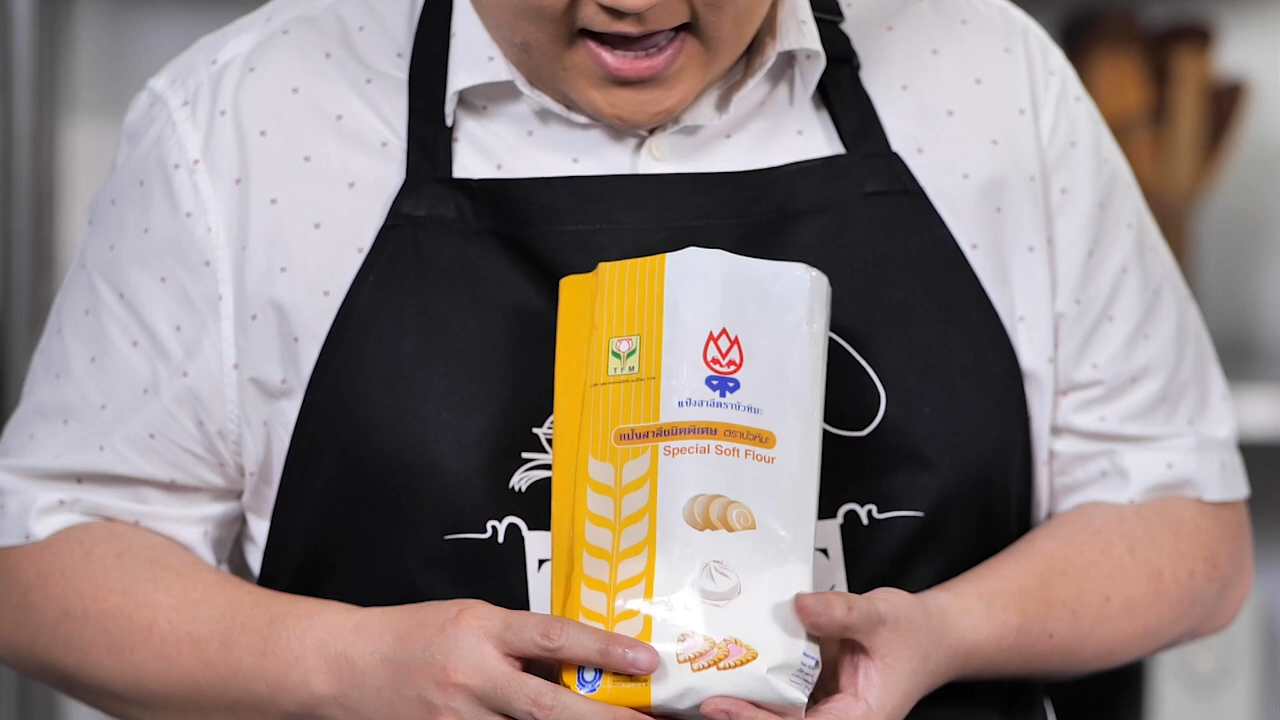 TFM
แป้งสาลีตราบัวหิมะ
แป้งสาลีชนิดพิเศษ ตราบัวหิมะ
Special Soft Flour